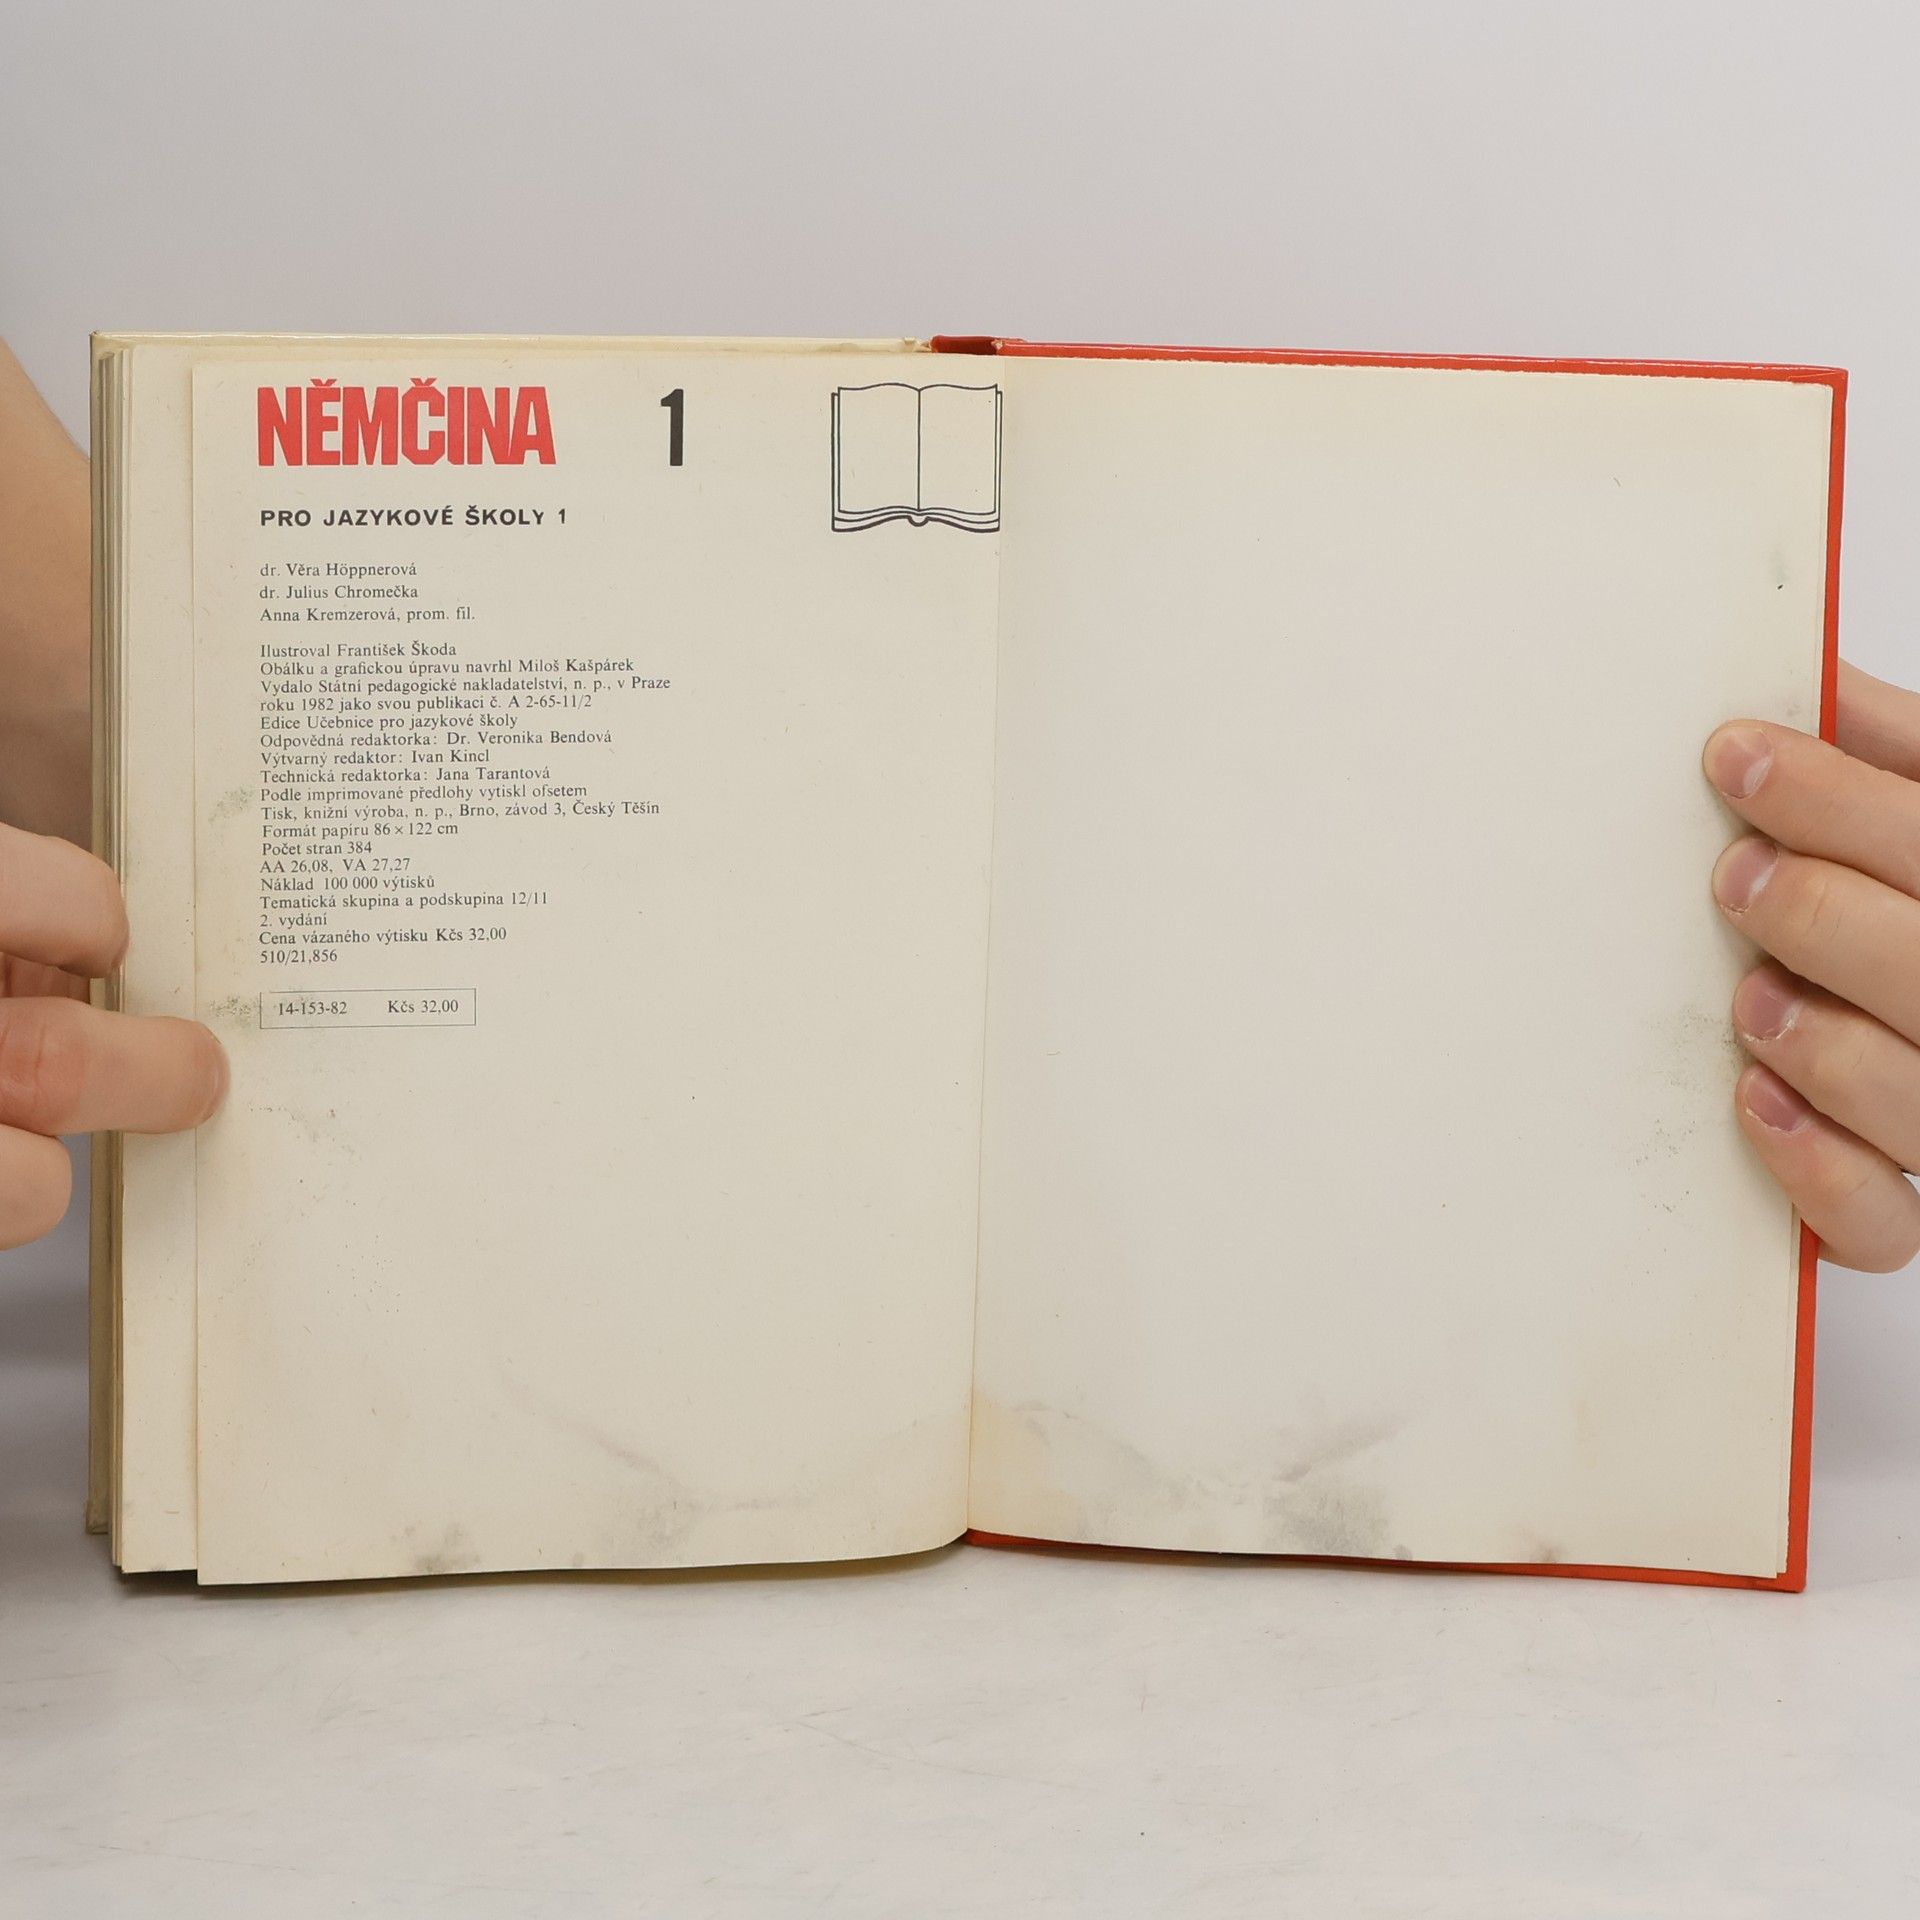 NĚMČINA 1
PRO JAZYKOVÉ ŠKOLY 1
dr. Věra Höppnerová
dr. Julius Chromečka
Anna Kremzerová, prom. fil.
Ilustroval František Škoda
Obálku a grafickou úpravu navrhl Miloš Kašpárek
Vydalo Státní pedagogické nakladatelství, n. p., v Praze
roku 1982 jako svou publikaci č. A 2-65-11/2
Edice Učebnice pro jazykové školy
Odpovědná redaktorka: Dr. Veronika Bendová
Výtvarný redaktor: Ivan Kincl
Technická redaktorka: Jana Tarantová
Podle imprimované předlohy vytiskl ofsetem
Tisk, knižní výroba, n. p., Brno, závod 3, Český Těšín
Formát papíru 86 × 122 cm
Počet stran 384
AA 26,08, VA 27,27
Náklad 100 000 výtisků
Tematická skupina a podskupina 12/11
2. vydání
Cena vázaného výtisku Kčs 32,00
510/21,856
14-153-82 Kčs 32,00